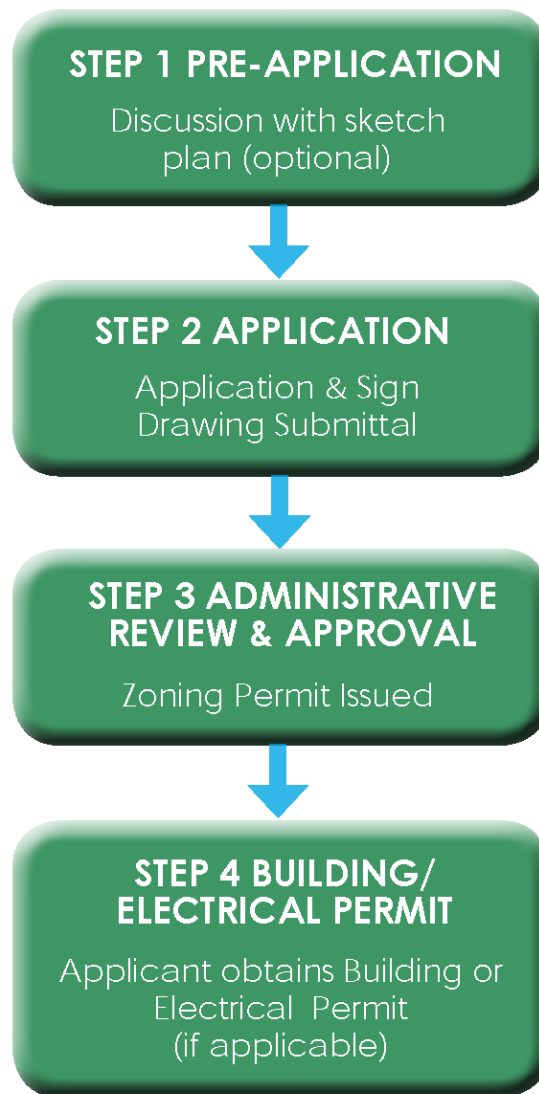 STEP 1 PRE-APPLICATION
Discussion with sketch
plan (optional)
STEP 2 APPLICATION
Application & Sign
Drawing Submittal
STEP 3 ADMINISTRATIVE
REVIEW & APPROVAL
Zoning Permit Issued
STEP 4 BUILDING/
ELECTRICAL PERMIT
Applicant obtains Building or
Electrical Permit
(if applicable)